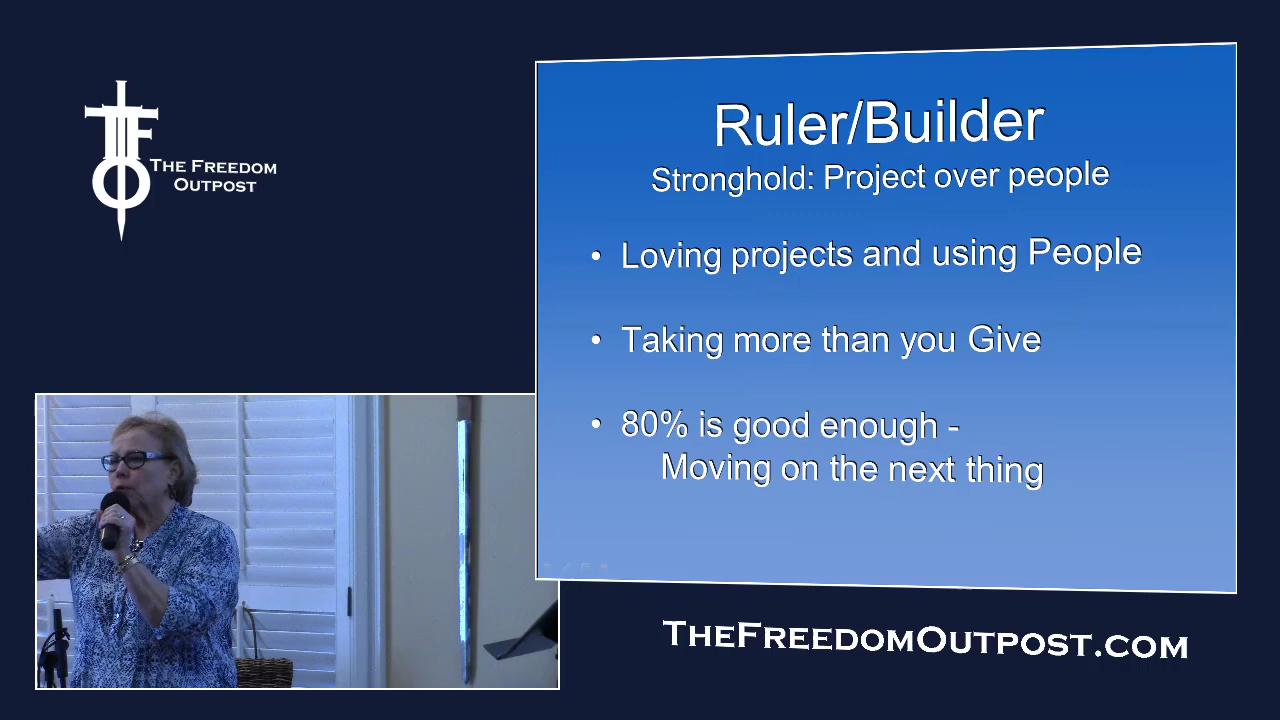 TFO
THE FREEDOM
OUTPOST
Ruler/Builder
Stronghold: Project over people
• Loving projects and using People
• Taking more than you Give
• 80% is good enough -
Moving on the next thing
THEFREEDOMOUTPOST.COM